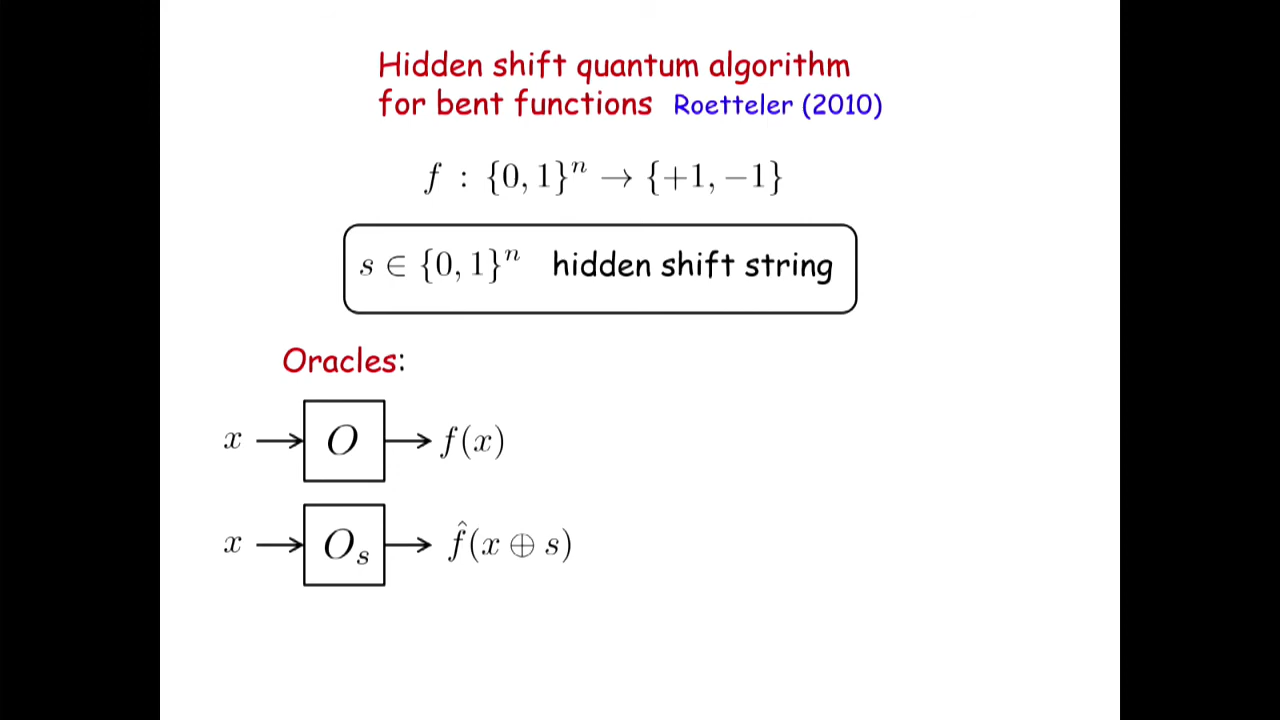 Hidden shift quantum algorithm
for bent functions Roetteler (2010)
f : {0, 1}ⁿ → {+1, −1}
s ∈ {0, 1}ⁿ hidden shift string
Oracles:
x → O → f(x)
x → Oₛ → f̂(x ⊕ s)